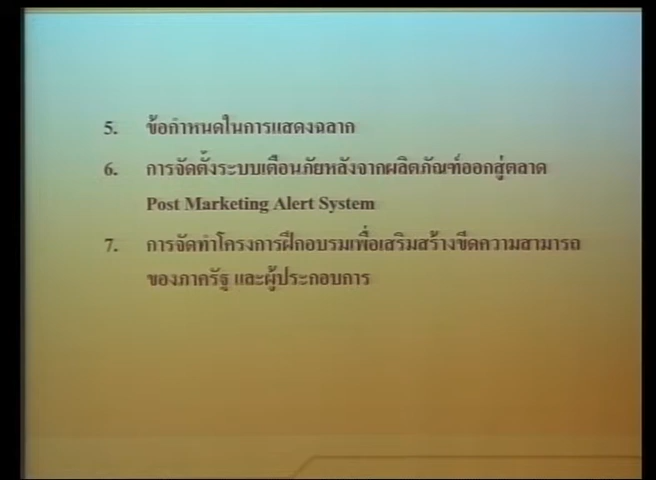 5. ข้อกำหนดในการแสดงฉลาก
6. การจัดตั้งระบบเตือนภัยหลังจากผลิตภัณฑ์ออกสู่ตลาด
Post Marketing Alert System
7. การจัดทำโครงการฝึกอบรมเพื่อเสริมสร้างขีดความสามารถ
ของภาครัฐ และผู้ประกอบการ